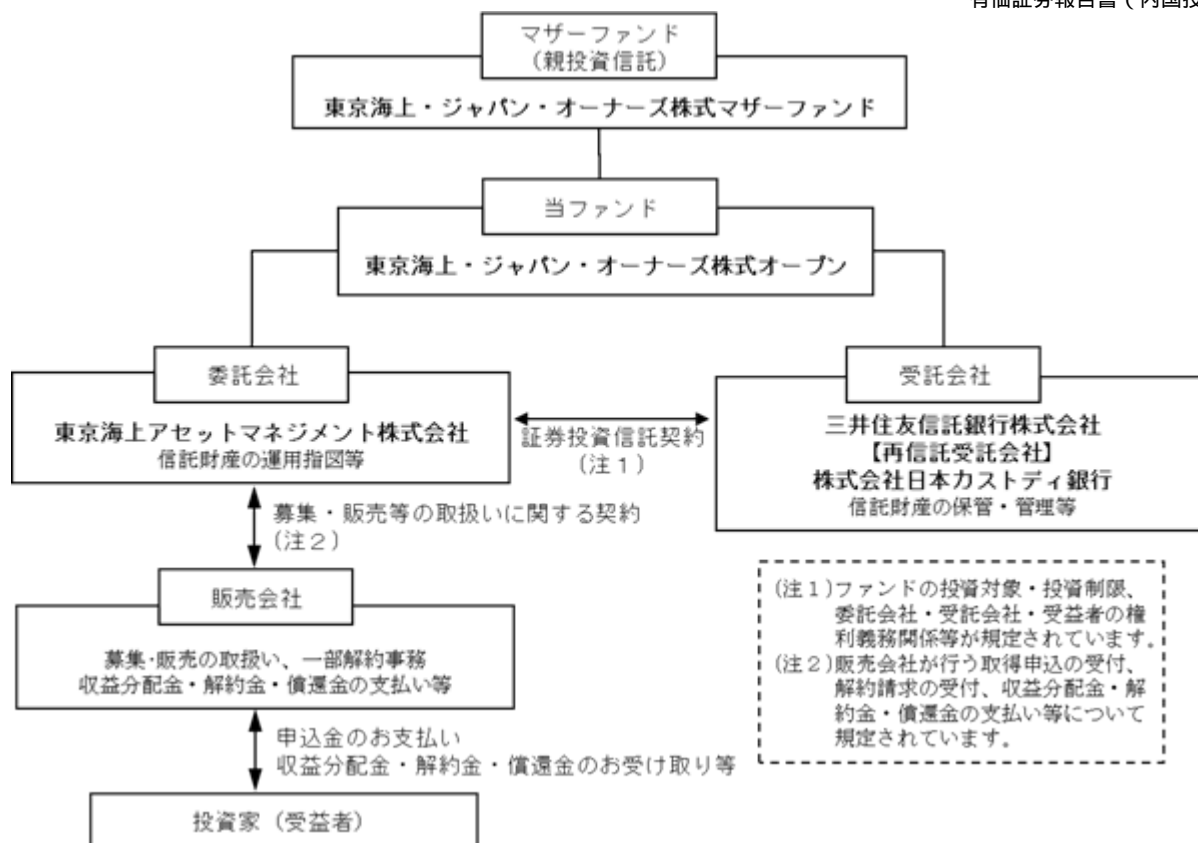 有価証券報告書（内国投
マザーファンド
（親投資信託）
東京海上・ジャパン・オーナーズ株式マザーファンド
当ファンド
東京海上・ジャパン・オーナーズ株式オープン
委託会社
東京海上アセットマネジメント株式会社
信託財産の運用指図等
証券投資信託契約
（注１）
受託会社
三井住友信託銀行株式会社
【再信託受託会社】
株式会社日本カストディ銀行
信託財産の保管・管理等
募集・販売等の取扱いに関する契約
（注２）
販売会社
募集・販売の取扱い、一部解約事務
収益分配金・解約金・償還金の支払い等
申込金のお支払い
収益分配金・解約金・償還金のお受け取り等
投資家（受益者）
（注１）ファンドの投資対象・投資制限、
委託会社・受託会社・受益者の権
利義務関係等が規定されています。
（注２）販売会社が行う取得申込の受付、
解約請求の受付、収益分配金・解
約金・償還金の支払い等について
規定されています。